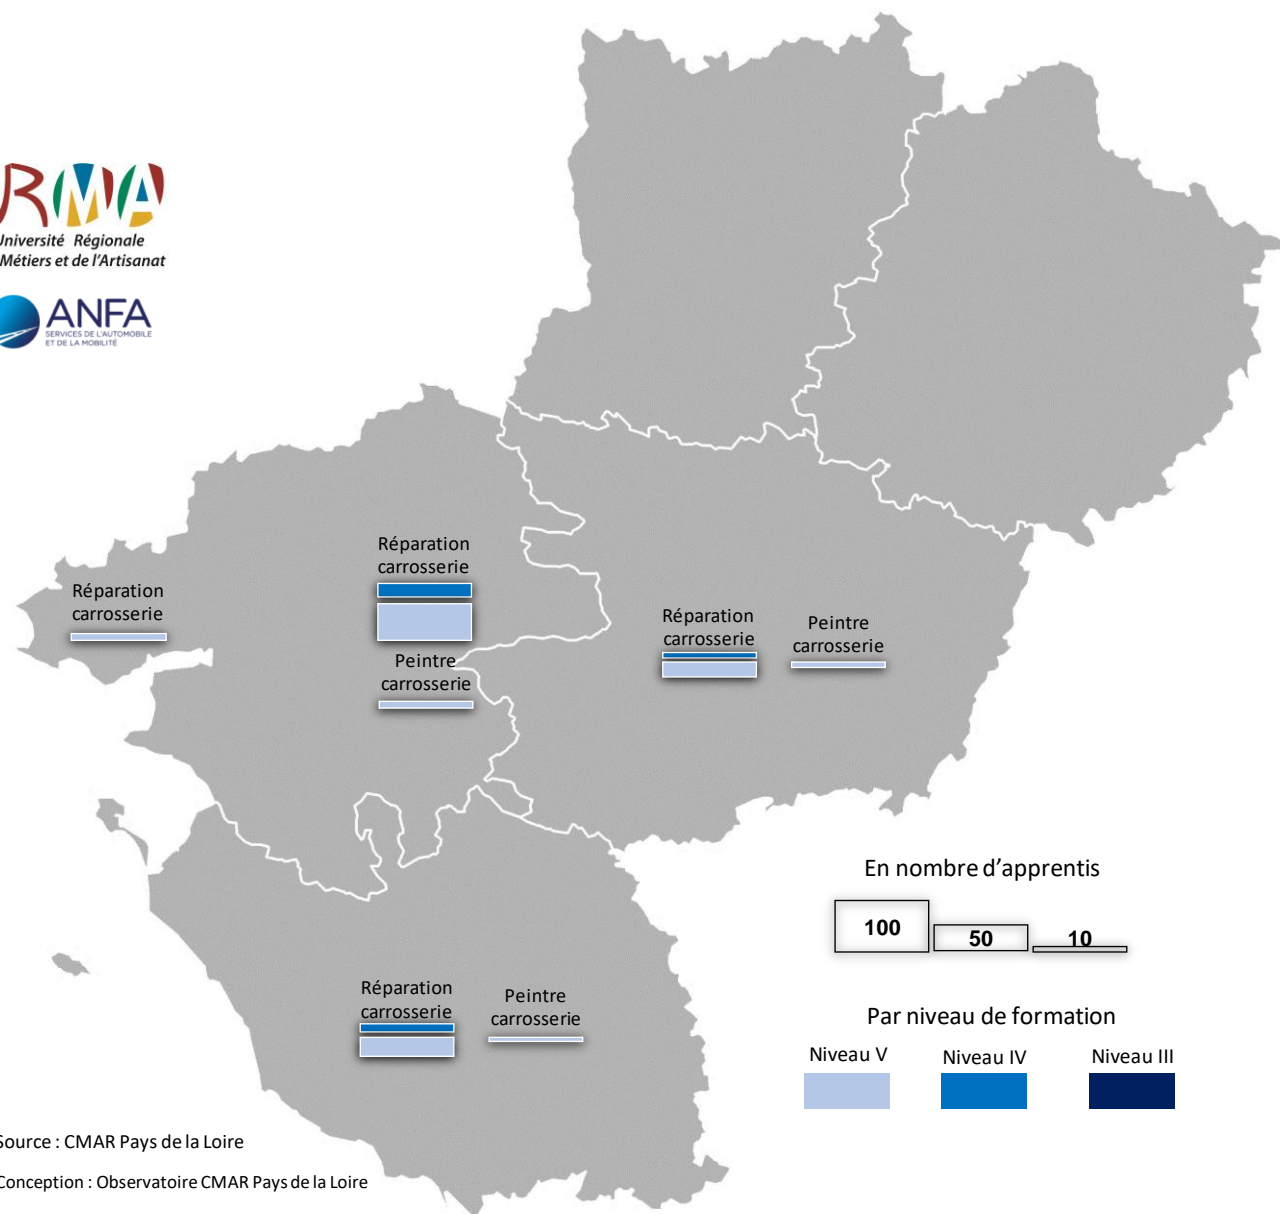 RMA
Université Régionale
Métiers et de l'Artisanat
ANFA
SERVICES DE L'AUTOMOBILE
ET DE LA MOBILITÉ
Réparation
carrosserie
Réparation
carrosserie
Peintre
carrosserie
Réparation
carrosserie
Peintre
carrosserie
Réparation
carrosserie
Peintre
carrosserie
En nombre d'apprentis
100
50
10
Par niveau de formation
Niveau V
Niveau IV
Niveau III
Source : CMAR Pays de la Loire
Conception : Observatoire CMAR Pays de la Loire